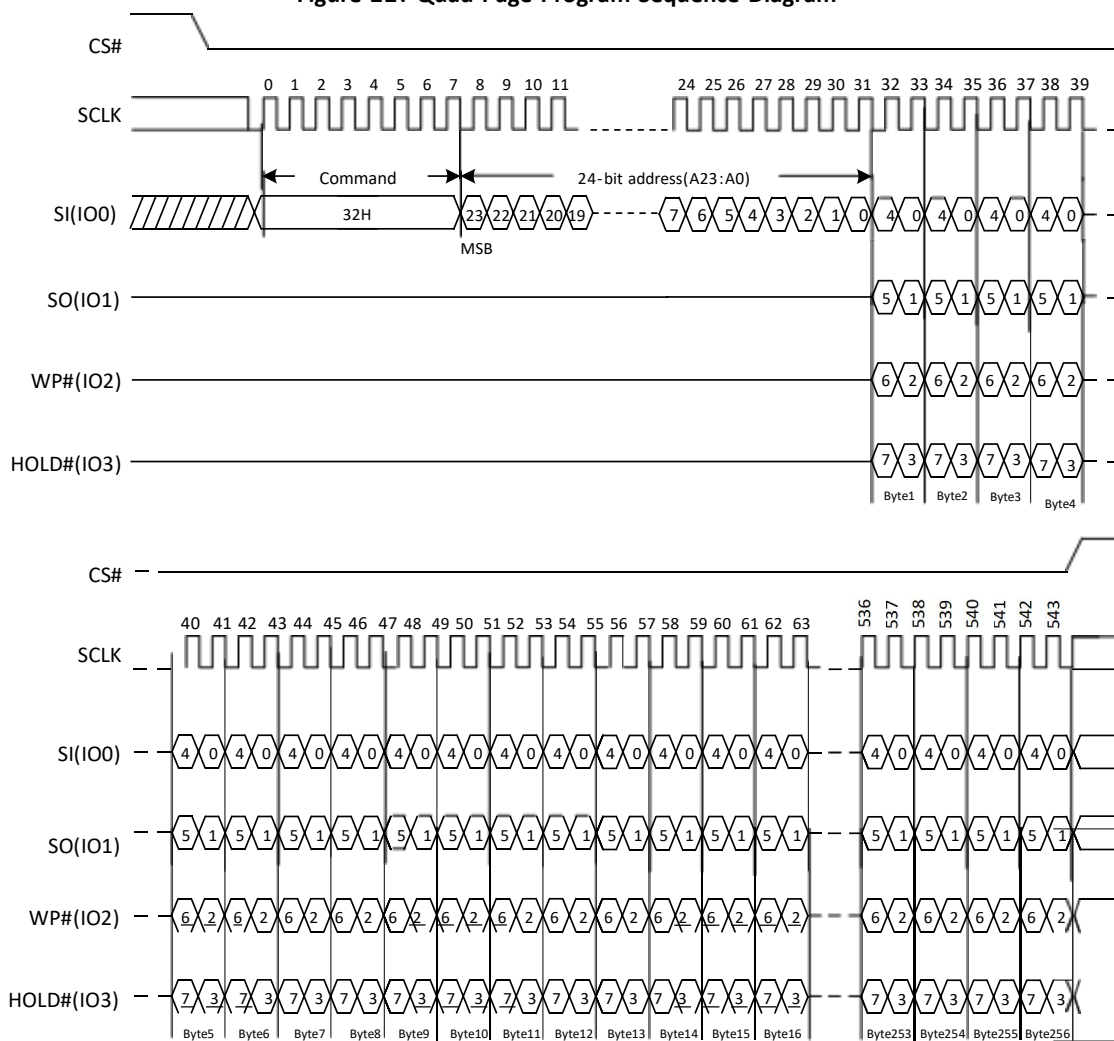 Quad Page Program Sequence Diagram
CS#
0 1 2 3 4 5 6 7 8 9 10 11 24 25 26 27 28 29 30 31 32 33 34 35 36 37 38 39
SCLK
Command 24-bit address(A23:A0)
SI(IO0) 32H 23 22 21 20 19 7 6 5 4 3 2 1 0 4 0 4 0 4 0 4 0
MSB
SO(IO1) 5 1 5 1 5 1 5 1
WP#(IO2) 6 2 6 2 6 2 6 2
HOLD#(IO3) 7 3 7 3 7 3 7 3
Byte1 Byte2 Byte3 Byte4
CS#
40 41 42 43 44 45 46 47 48 49 50 51 52 53 54 55 56 57 58 59 60 61 62 63 536 537 538 539 540 541 542 543
SCLK
SI(IO0) 4 0 4 0 4 0 4 0 4 0 4 0 4 0 4 0 4 0 4 0 4 0 4 0 4 0 4 0 4 0 4 0
SO(IO1) 5 1 5 1 5 1 5 1 5 1 5 1 5 1 5 1 5 1 5 1 5 1 5 1 5 1 5 1 5 1 5 1
WP#(IO2) 6 2 6 2 6 2 6 2 6 2 6 2 6 2 6 2 6 2 6 2 6 2 6 2 6 2 6 2 6 2 6 2
HOLD#(IO3) 7 3 7 3 7 3 7 3 7 3 7 3 7 3 7 3 7 3 7 3 7 3 7 3 7 3 7 3 7 3 7 3
Byte5 Byte6 Byte7 Byte8 Byte9 Byte10 Byte11 Byte12 Byte13 Byte14 Byte15 Byte16 Byte253 Byte254 Byte255 Byte256